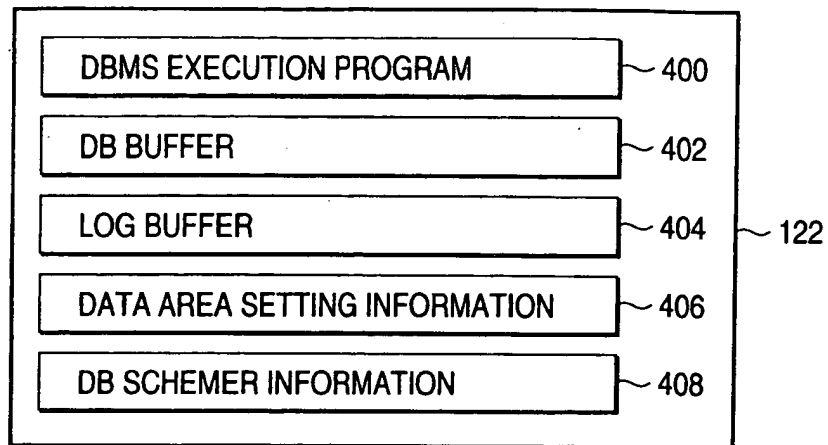 DBMS EXECUTION PROGRAM 400
DB BUFFER 402
LOG BUFFER 404
122
DATA AREA SETTING INFORMATION 406
DB SCHEMER INFORMATION 408